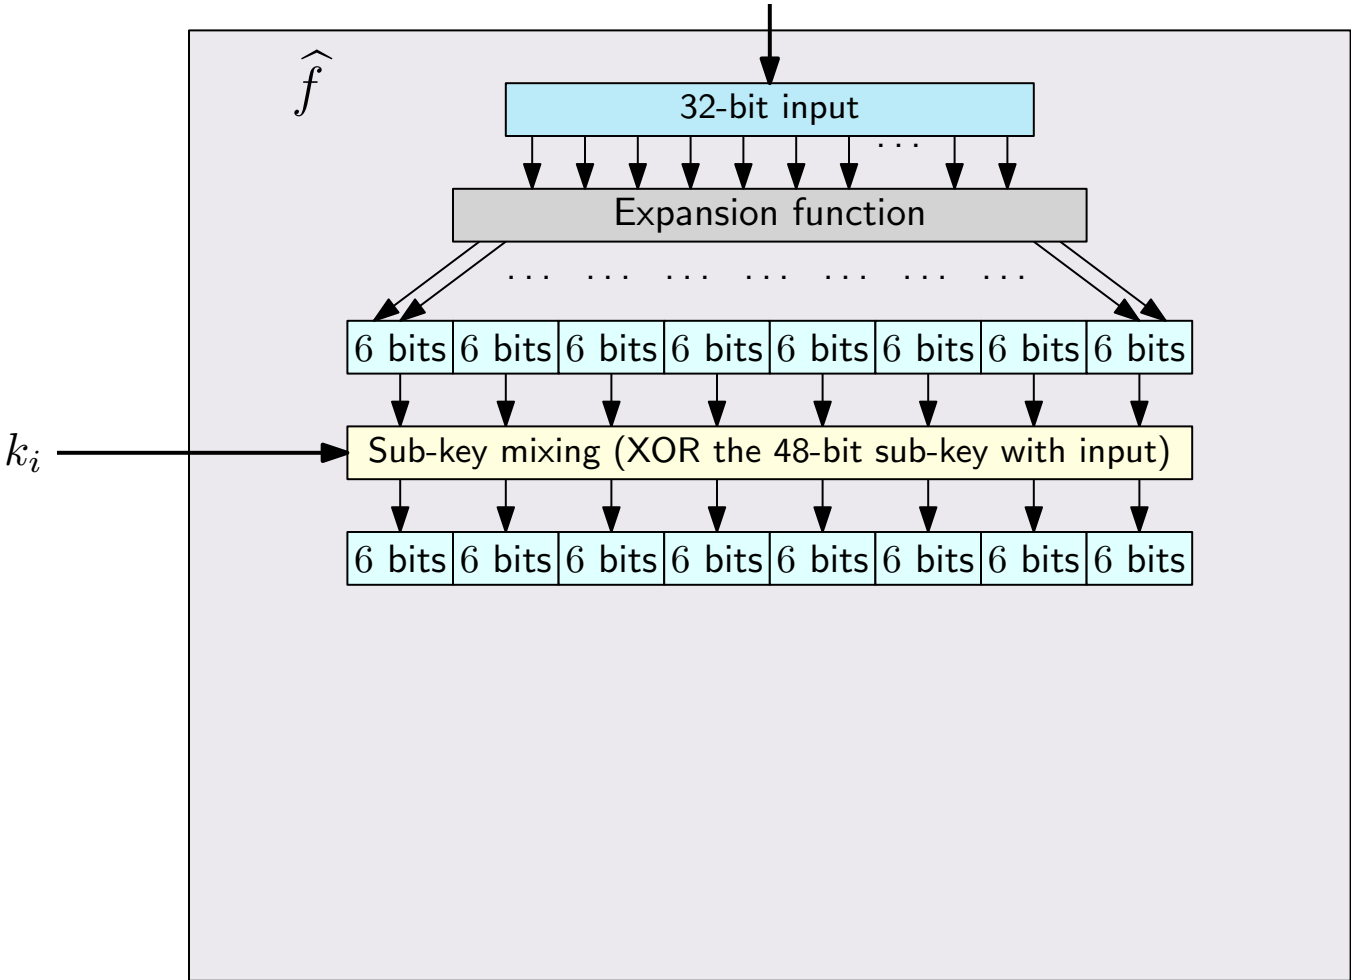 f̂
32-bit input
...
Expansion function
... ... ... ... ... ... ...
6 bits 6 bits 6 bits 6 bits 6 bits 6 bits 6 bits 6 bits
k_i Sub-key mixing (XOR the 48-bit sub-key with input)
6 bits 6 bits 6 bits 6 bits 6 bits 6 bits 6 bits 6 bits